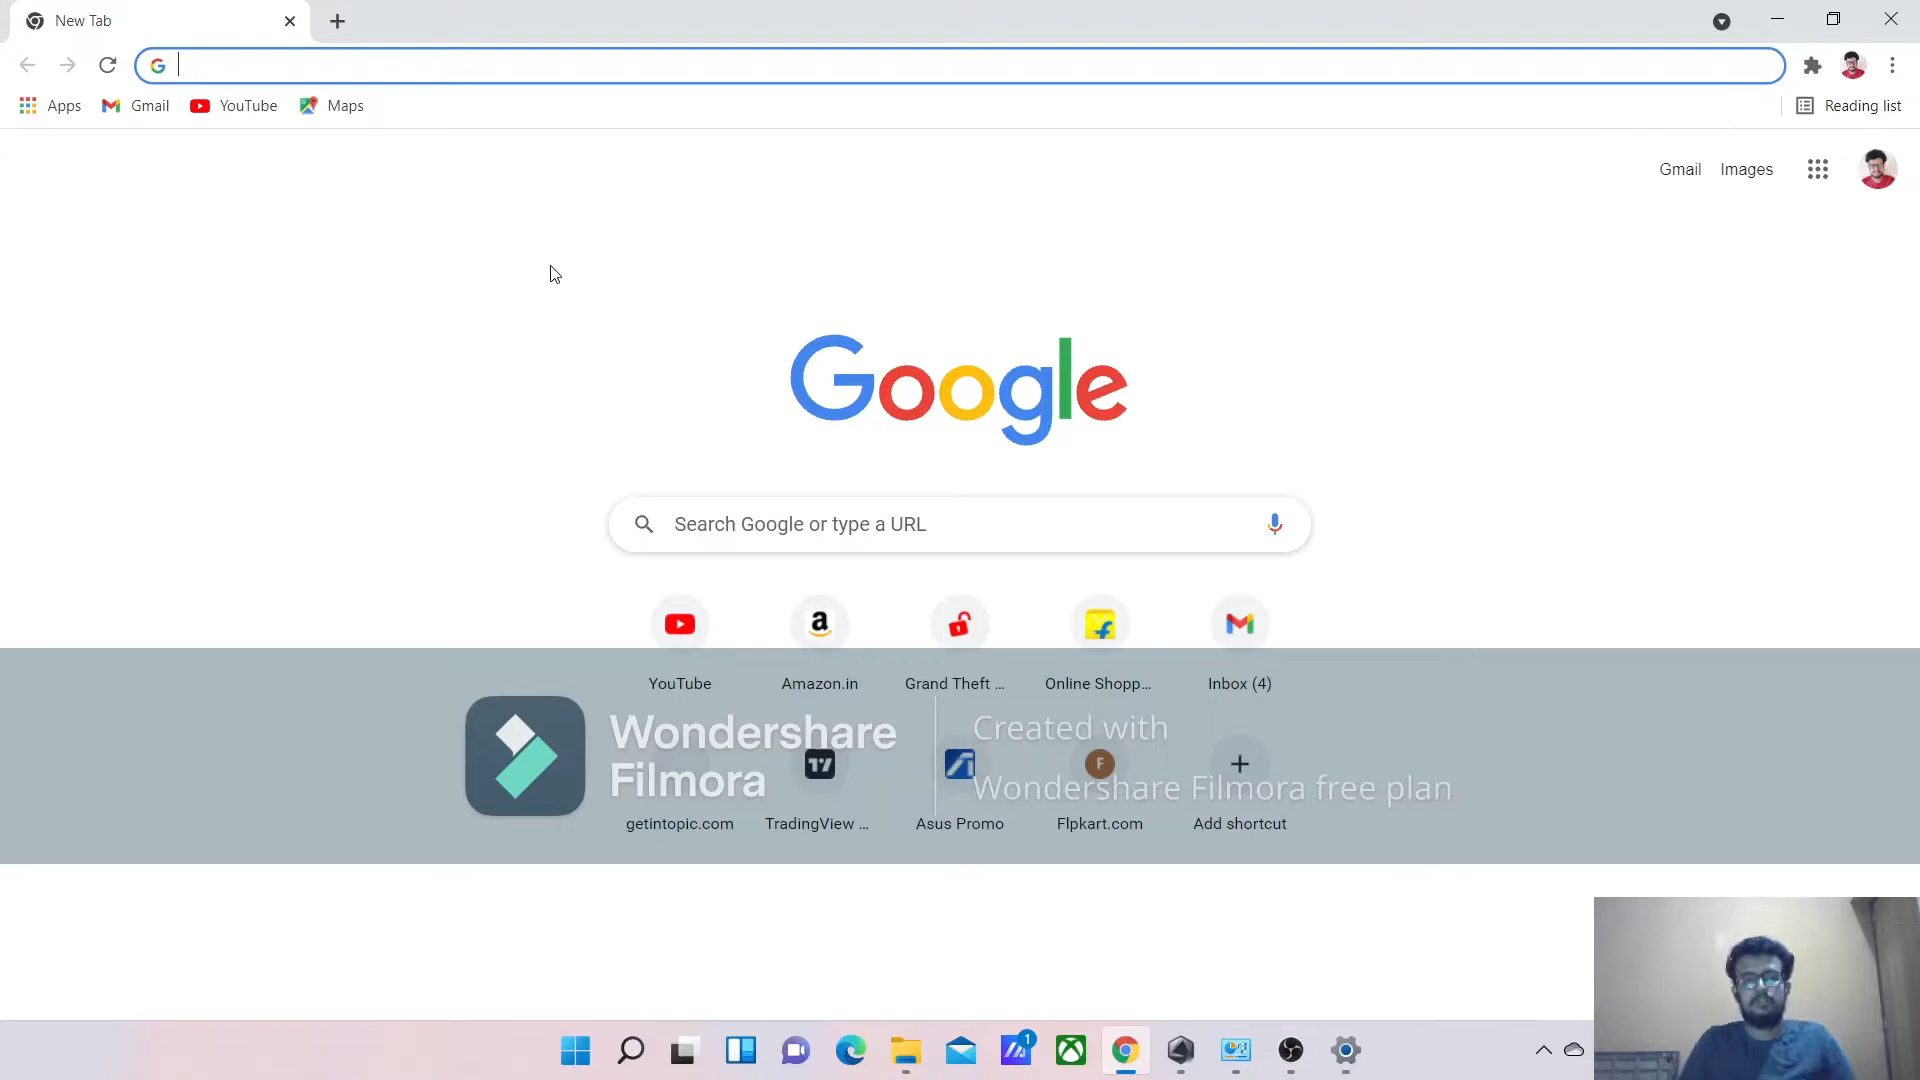 New Tab
Apps
Gmail
YouTube
Maps
Reading list
Gmail
Images
Google
Search Google or type a URL
YouTube
Amazon.in
Grand Theft ...
Online Shopp...
Inbox (4)
Wondershare
Filmora
Created with
Wondershare Filmora free plan
F
getintopic.com
TradingView ...
Asus Promo
Flpkart.com
Add shortcut
1